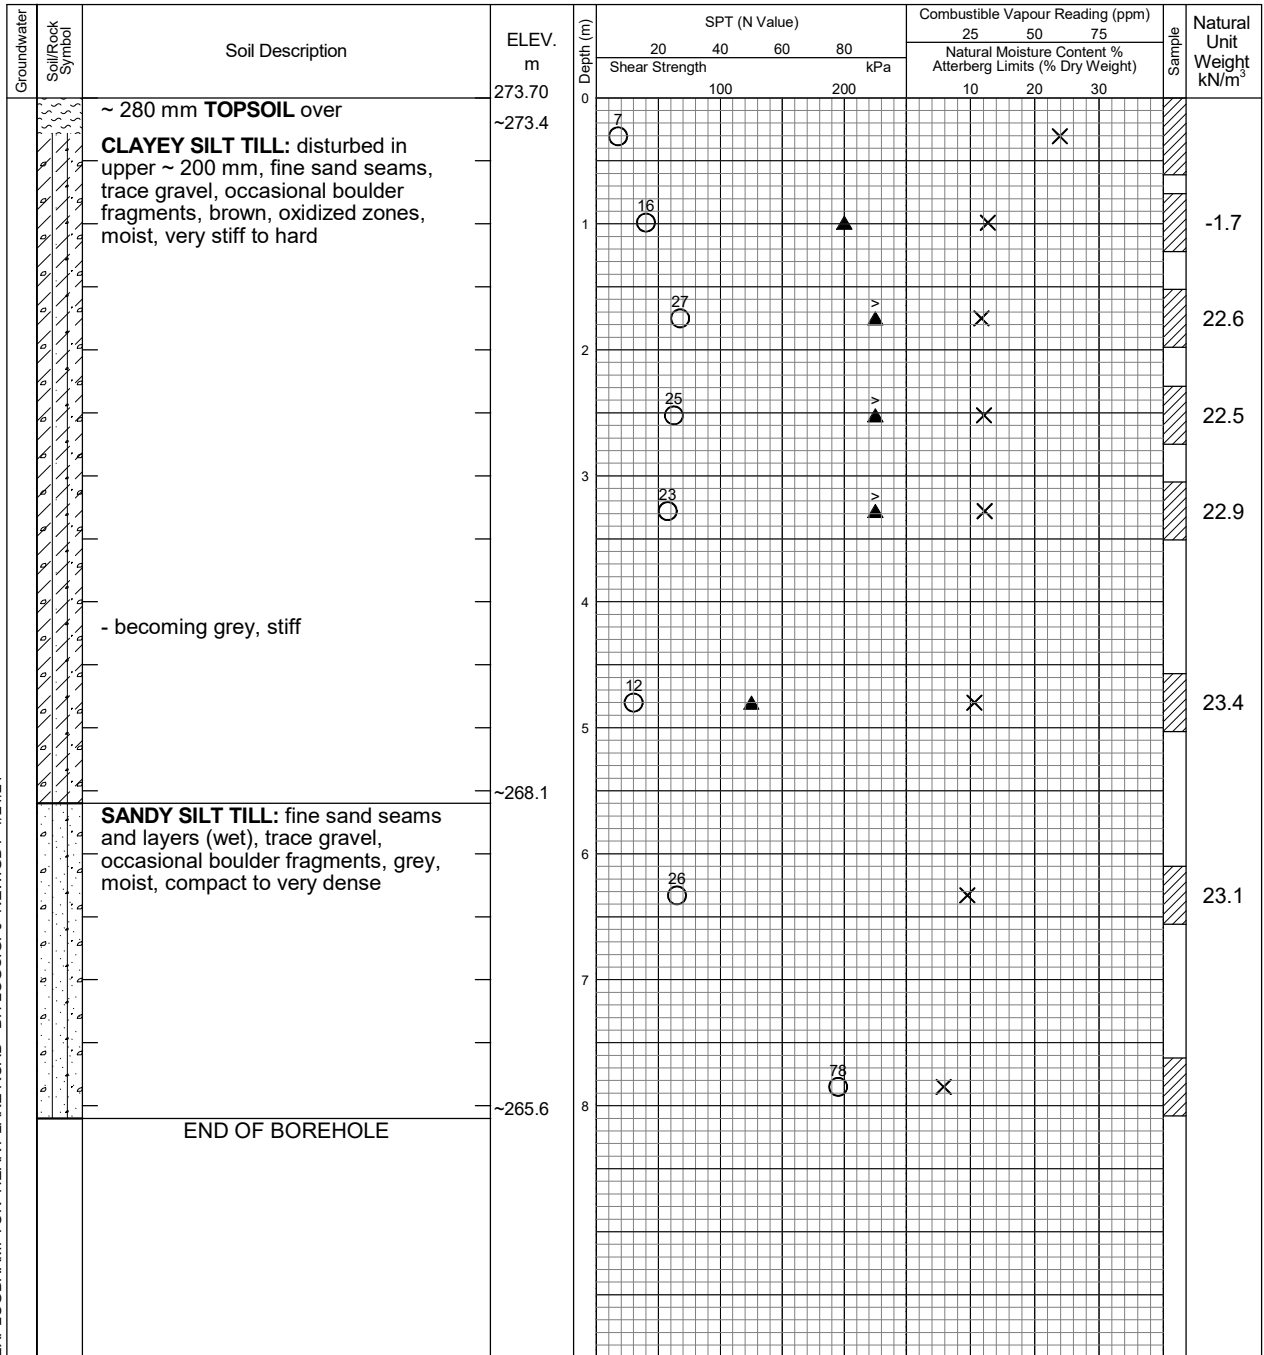 Groundwater
Soil/Rock
Symbol
Soil Description
ELEV.
m
Depth (m)
SPT (N Value)
20 40 60 80
Shear Strength kPa
100 200
Combustible Vapour Reading (ppm)
25 50 75
Natural Moisture Content %
Atterberg Limits (% Dry Weight)
10 20 30
Sample
Natural
Unit
Weight
kN/m³
273.70
0
~ 280 mm TOPSOIL over
~273.4
7
CLAYEY SILT TILL: disturbed in
upper ~ 200 mm, fine sand seams,
trace gravel, occasional boulder
fragments, brown, oxidized zones,
moist, very stiff to hard
16
1
-1.7
27
>
22.6
2
25
>
22.5
3
23
>
22.9
4
- becoming grey, stiff
12
23.4
5
~268.1
SANDY SILT TILL: fine sand seams
and layers (wet), trace gravel,
occasional boulder fragments, grey,
moist, compact to very dense
6
26
23.1
7
78
8
~265.6
END OF BOREHOLE